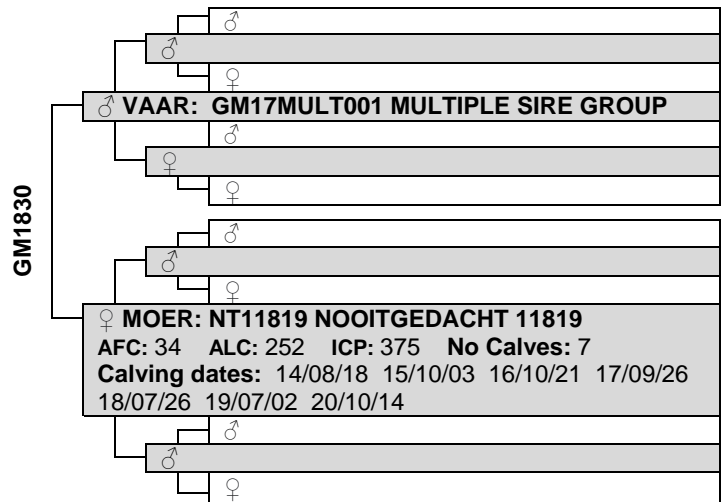 ♂
♂
♀
♂ VAAR: GM17MULT001 MULTIPLE SIRE GROUP
♂
♀
♀
GM1830
♂
♂
♀
♀ MOER: NT11819 NOOITGEDACHT 11819
AFC: 34 ALC: 252 ICP: 375 No Calves: 7
Calving dates: 14/08/18 15/10/03 16/10/21 17/09/26
18/07/26 19/07/02 20/10/14
♂
♂
♀